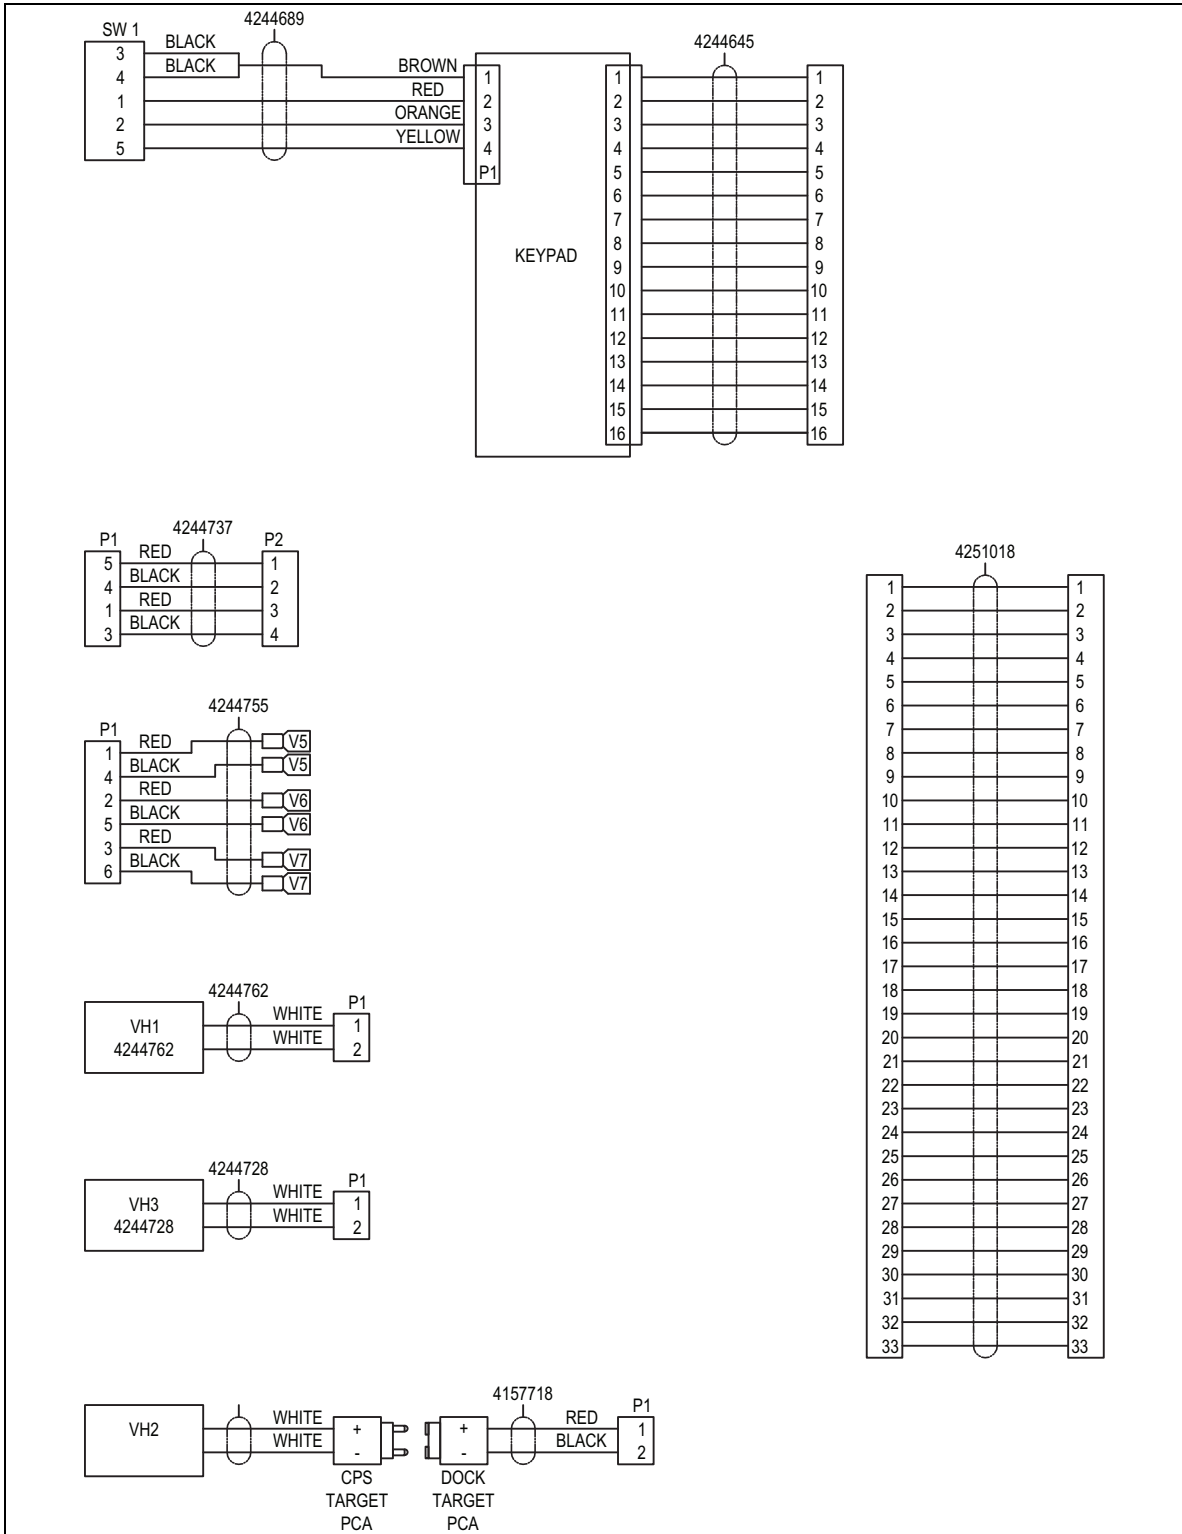 4244689
SW 1
BLACK
BLACK
3
4
1
2
5
BROWN
RED
ORANGE
YELLOW
1
2
3
4
P1
KEYPAD
4244645
1 1
2 2
3 3
4 4
5 5
6 6
7 7
8 8
9 9
10 10
11 11
12 12
13 13
14 14
15 15
16 16
4244737
P1 P2
5 RED 1
4 BLACK 2
1 RED 3
3 BLACK 4
4244755
P1
1 RED V5
4 BLACK V5
2 RED V6
5 BLACK V6
3 RED V7
6 BLACK V7
4244762
VH1
4244762
WHITE
WHITE
P1
1
2
4244728
VH3
4244728
WHITE
WHITE
P1
1
2
4251018
1 1
2 2
3 3
4 4
5 5
6 6
7 7
8 8
9 9
10 10
11 11
12 12
13 13
14 14
15 15
16 16
17 17
18 18
19 19
20 20
21 21
22 22
23 23
24 24
25 25
26 26
27 27
28 28
29 29
30 30
31 31
32 32
33 33
VH2
WHITE
WHITE
+
-
CPS
TARGET
PCA
+
-
DOCK
TARGET
PCA
4157718
RED
BLACK
P1
1
2